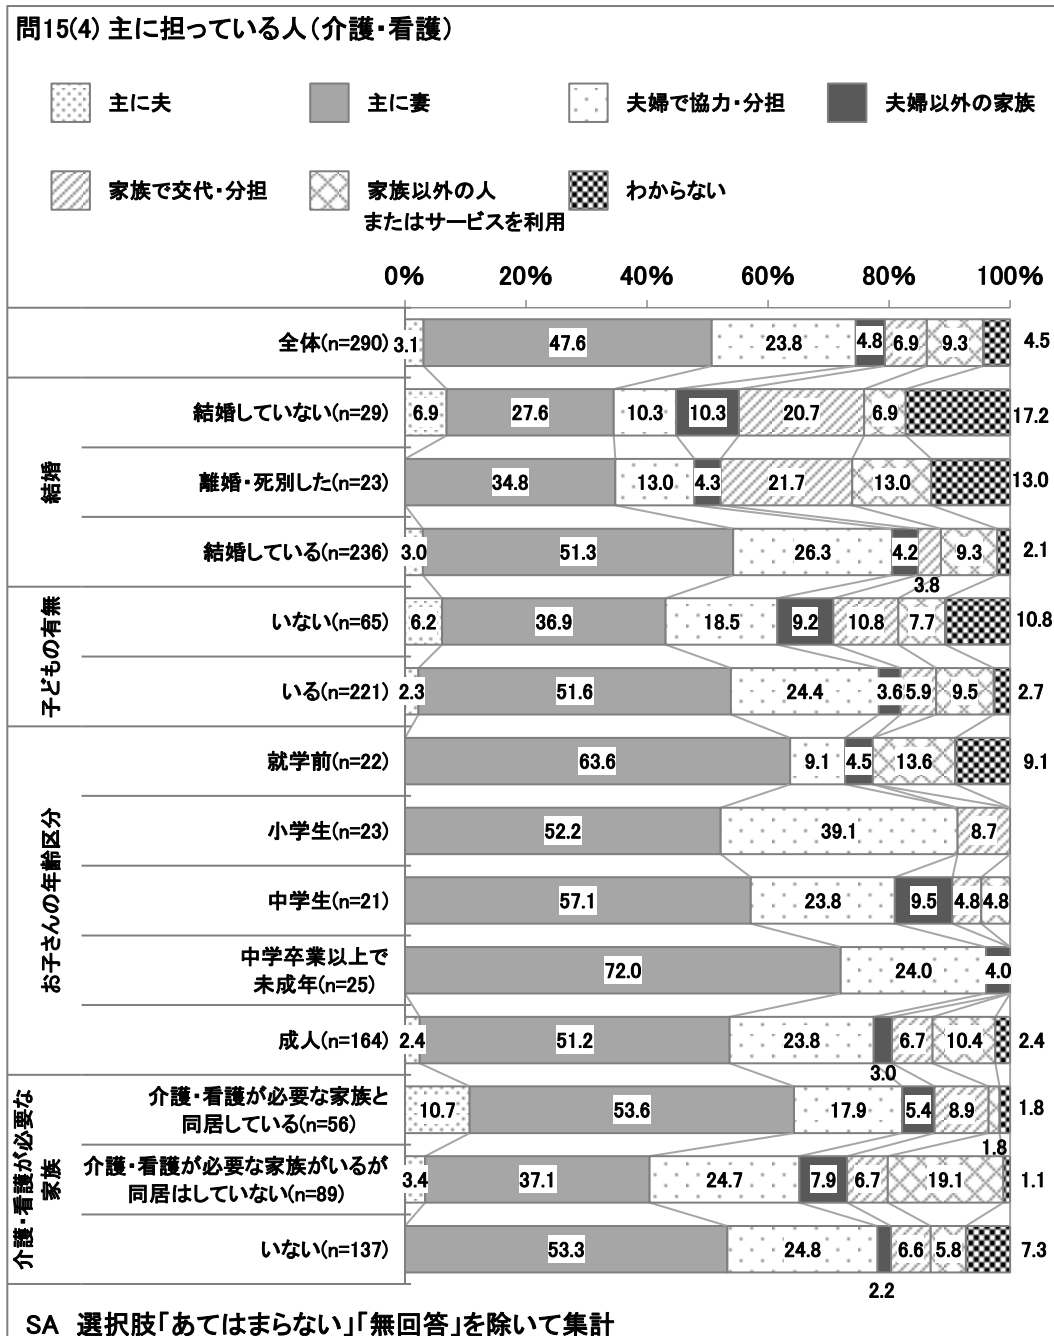 問15(4) 主に担っている人（介護・看護）
主に夫 主に妻 夫婦で協力・分担 夫婦以外の家族
家族で交代・分担 家族以外の人 わからない
またはサービスを利用
0% 20% 40% 60% 80% 100%
全体(n=290) 3.1 47.6 23.8 4.8 6.9 9.3 4.5
結婚
結婚していない(n=29) 6.9 27.6 10.3 10.3 20.7 6.9 17.2
離婚・死別した(n=23) 34.8 13.0 4.3 21.7 13.0 13.0
結婚している(n=236) 3.0 51.3 26.3 4.2 9.3 2.1
3.8
子どもの有無
いない(n=65) 6.2 36.9 18.5 9.2 10.8 7.7 10.8
いる(n=221) 2.3 51.6 24.4 3.6 5.9 9.5 2.7
お子さんの年齢区分
就学前(n=22) 63.6 9.1 4.5 13.6 9.1
小学生(n=23) 52.2 39.1 8.7
中学生(n=21) 57.1 23.8 9.5 4.8 4.8
中学卒業以上で
未成年(n=25) 72.0 24.0 4.0
成人(n=164) 2.4 51.2 23.8 6.7 10.4 2.4
3.0
介護・看護が必要な
家族
介護・看護が必要な家族と
同居している(n=56) 10.7 53.6 17.9 5.4 8.9 1.8
1.8
介護・看護が必要な家族がいるが
同居はしていない(n=89) 3.4 37.1 24.7 7.9 6.7 19.1 1.1
いない(n=137) 53.3 24.8 6.6 5.8 7.3
2.2
SA 選択肢「あてはまらない」「無回答」を除いて集計